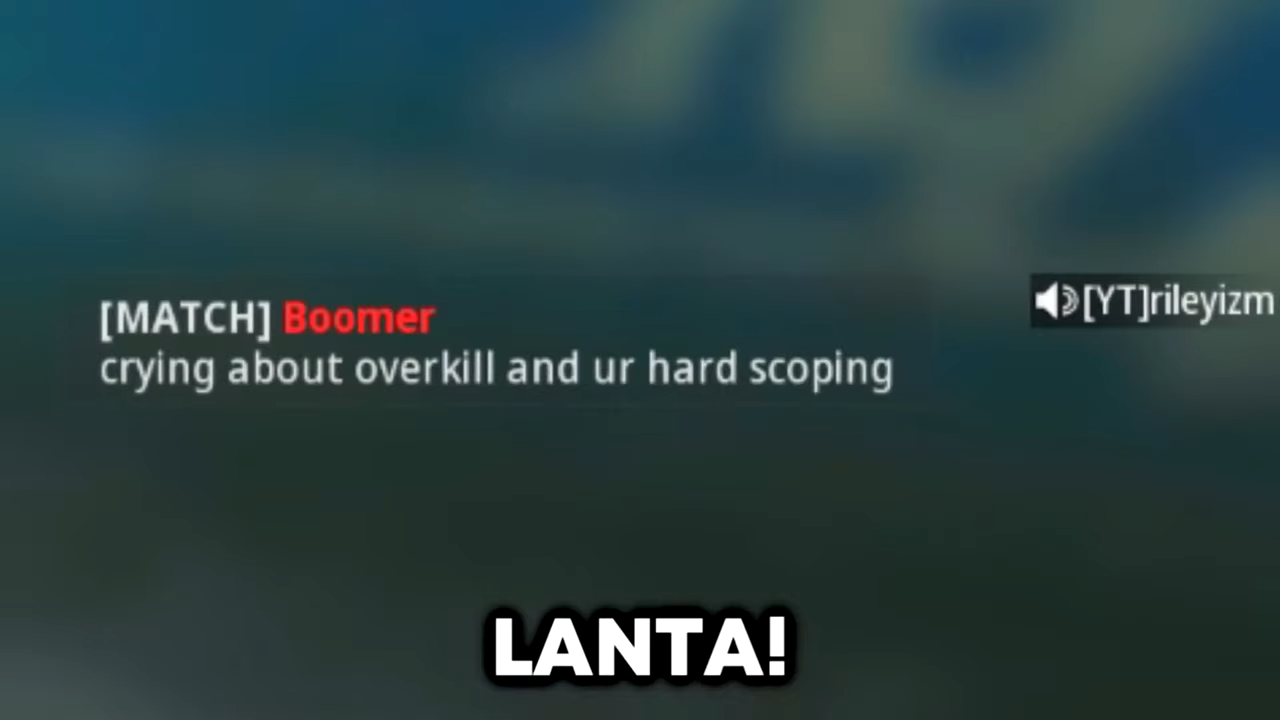 [MATCH] Boomer
crying about overkill and ur hard scoping
[YT]rileyizm
LANTA!